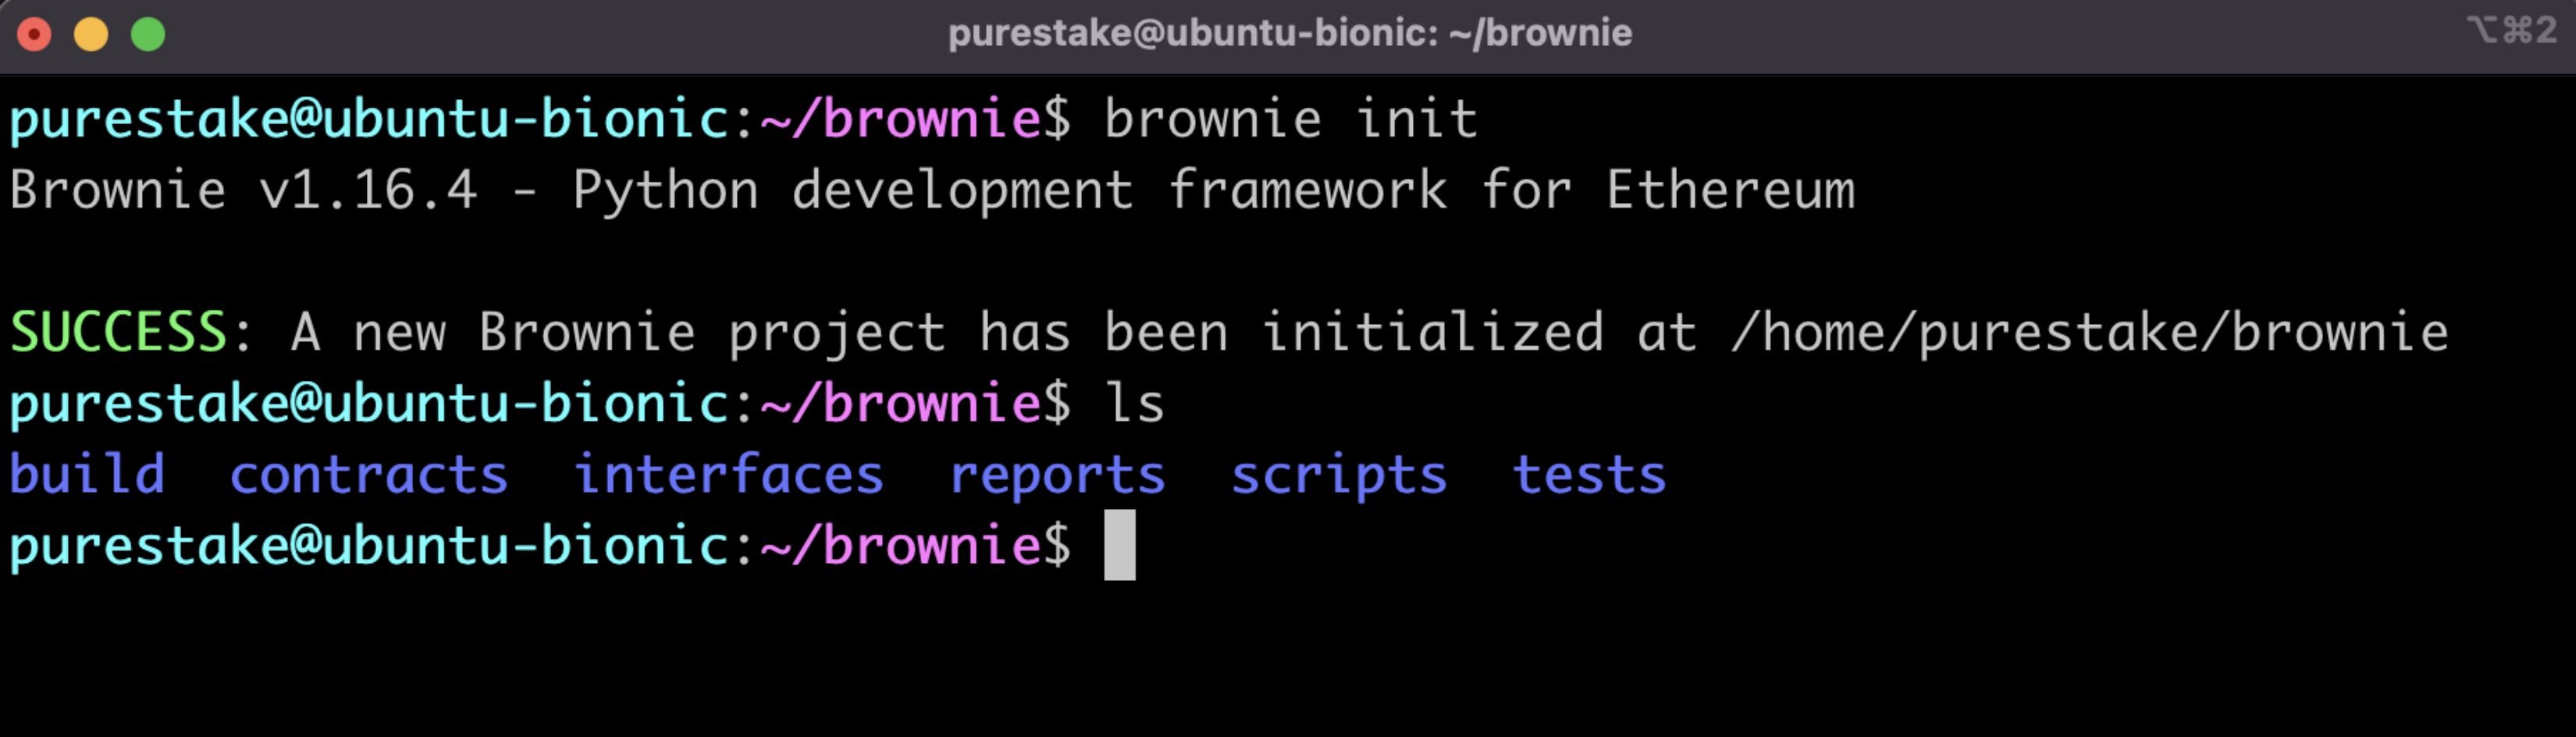 purestake@ubuntu-bionic: ~/brownie
⌥⌘2
purestake@ubuntu-bionic:~/brownie$ brownie init
Brownie v1.16.4 - Python development framework for Ethereum
SUCCESS: A new Brownie project has been initialized at /home/purestake/brownie
purestake@ubuntu-bionic:~/brownie$ ls
build  contracts  interfaces  reports  scripts  tests
purestake@ubuntu-bionic:~/brownie$